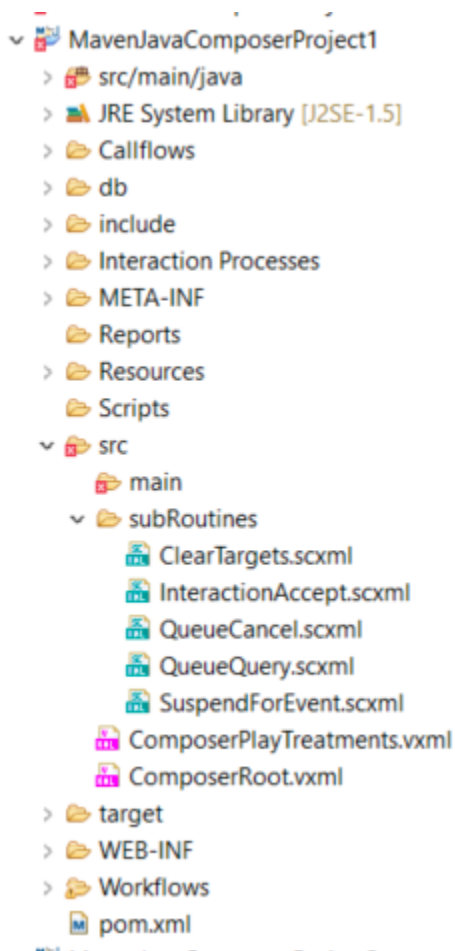 MavenJavaComposerProject1
src/main/java
JRE System Library [J2SE-1.5]
Callflows
db
include
Interaction Processes
META-INF
Reports
Resources
Scripts
src
main
subRoutines
ClearTargets.scxml
InteractionAccept.scxml
QueueCancel.scxml
QueueQuery.scxml
SuspendForEvent.scxml
ComposerPlayTreatments.vxml
ComposerRoot.vxml
target
WEB-INF
Workflows
pom.xml